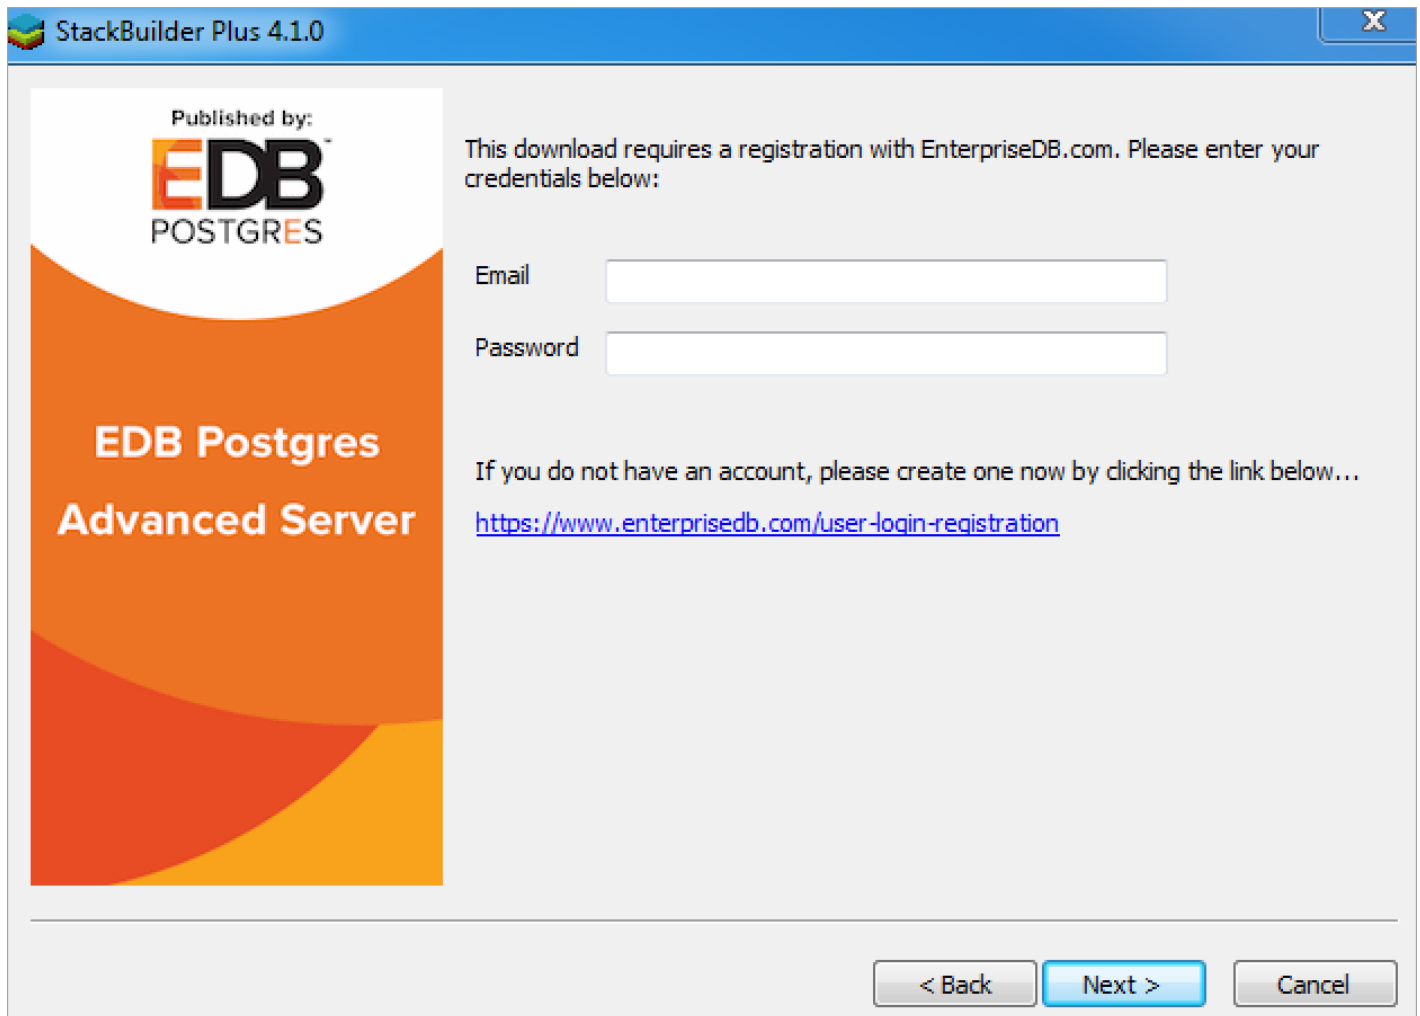 StackBuilder Plus 4.1.0
X
Published by:
EDB™
POSTGRES
EDB Postgres
Advanced Server
This download requires a registration with EnterpriseDB.com. Please enter your
credentials below:
Email
Password
If you do not have an account, please create one now by clicking the link below...
https://www.enterprisedb.com/user-login-registration
< Back
Next >
Cancel